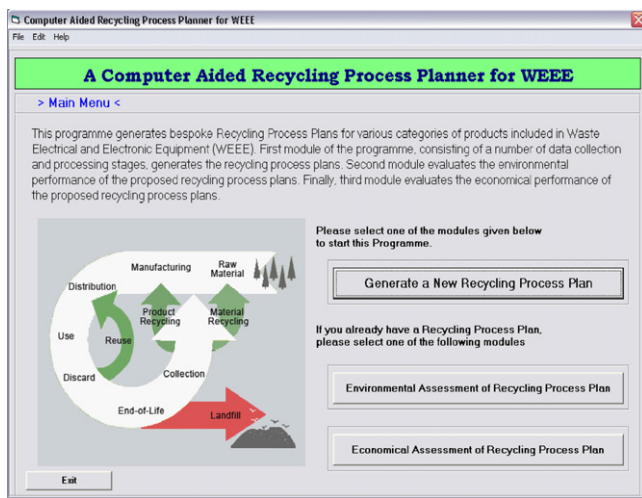 Computer Aided Recycling Process Planner for WEEE
File Edit Help
A Computer Aided Recycling Process Planner for WEEE
> Main Menu <
This programme generates bespoke Recycling Process Plans for various categories of products included in Waste
Electrical and Electronic Equipment (WEEE). First module of the programme, consisting of a number of data collection
and processing stages, generates the recycling process plans. Second module evaluates the environmental
performance of the proposed recycling process plans. Finally, third module evaluates the economical performance of
the proposed recycling process plans.
Manufacturing
Raw
Material
Distribution
Product
Recycling
Material
Recycling
Use
Reuse
Discard
Collection
End-of-Life
Landfill
Please select one of the modules given below
to start this Programme.
Generate a New Recycling Process Plan
If you already have a Recycling Process Plan,
please select one of the following modules
Environmental Assessment of Recycling Process Plan
Economical Assessment of Recycling Process Plan
Exit